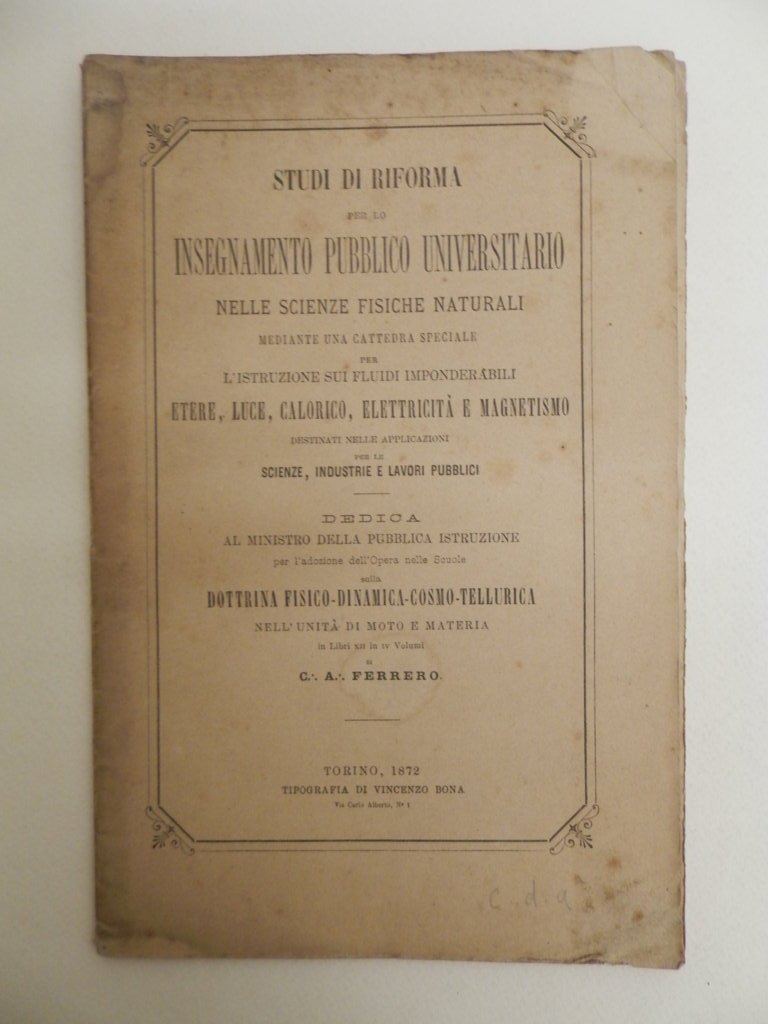 STUDI DI RIFORMA
PER LO
INSEGNAMENTO PUBBLICO UNIVERSITARIO
NELLE SCIENZE FISICHE NATURALI
MEDIANTE UNA CATTEDRA SPECIALE
PER
L'ISTRUZIONE SUI FLUIDI IMPONDERABILI
ETERE, LUCE, CALORICO, ELETTRICITÀ E MAGNETISMO
DESTINATI NELLE APPLICAZIONI
PER LE
SCIENZE, INDUSTRIE E LAVORI PUBBLICI
DEDICA
AL MINISTRO DELLA PUBBLICA ISTRUZIONE
per l'adozione dell'Opera nelle Scuole
sulla
DOTTRINA FISICO-DINAMICA-COSMO-TELLURICA
NELL'UNITÀ DI MOTO E MATERIA
in Libri XII in IV Volumi
DI
C.·. A.·. FERRERO.
TORINO, 1872
TIPOGRAFIA DI VINCENZO BONA
Via Carlo Alberto, N° 1
c.d.a